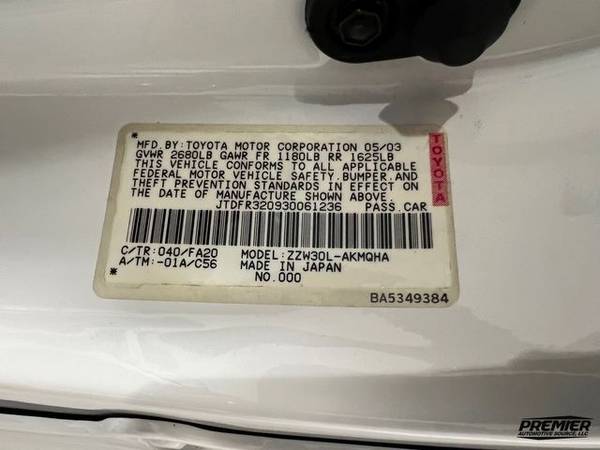 MFD.BY:TOYOTA MOTOR CORPORATION 05/03
GVWR 2680LB GAWR FR 1180LB RR 1625LB
THIS VEHICLE CONFORMS TO ALL APPLICABLE
FEDERAL MOTOR VEHICLE SAFETY.BUMPER,AND
THEFT PREVENTION STANDARDS IN EFFECT ON
THE DATE OF MANUFACTURE SHOWN ABOVE.
JTDFR320930061236 PASS.CAR
TOYOTA
C/TR:040/FA20 MODEL:ZZW30L-AKMQHA
A/TM:-01A/C56 MADE IN JAPAN
NO.000
BA5349384
PREMIER
AUTOMOTIVE SOURCE, LLC